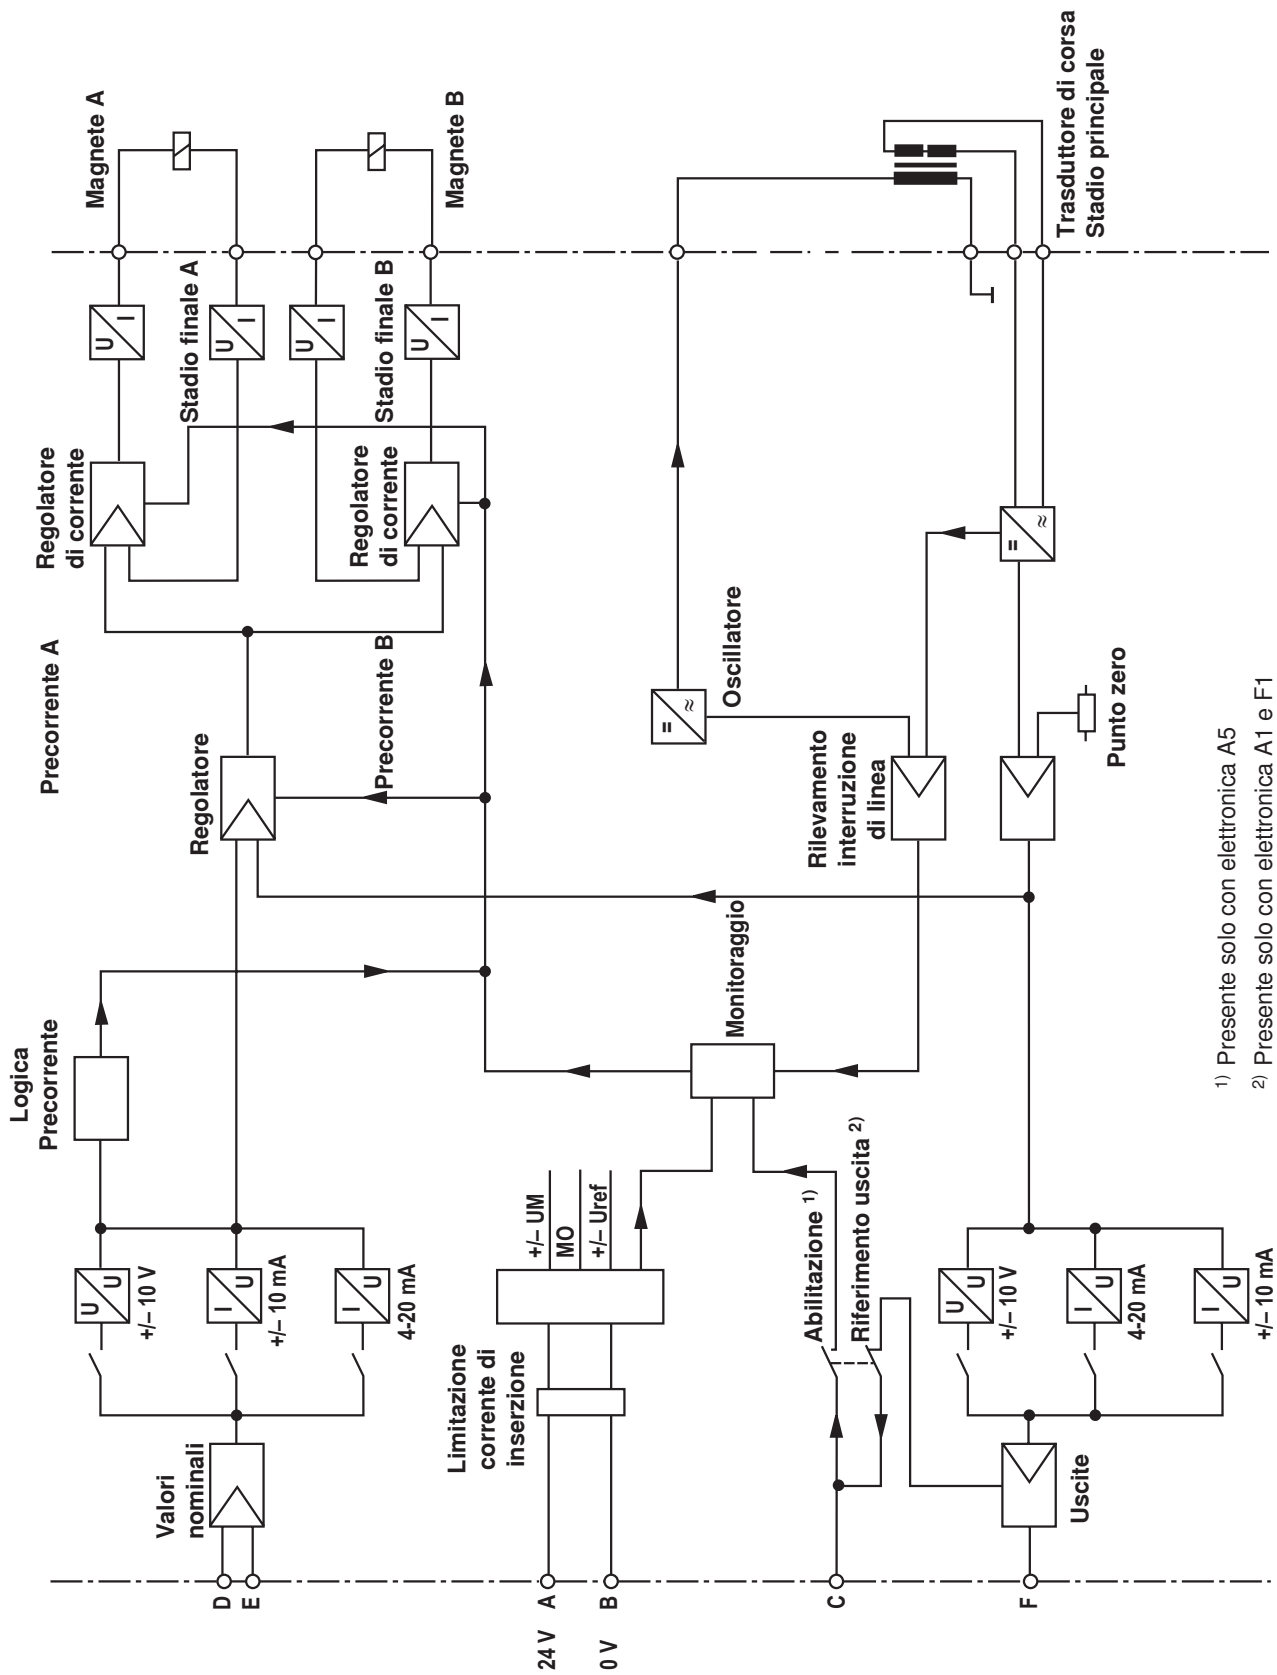 D
E
24 V A
0 V B
C
F
Valori
nominali
U
U
+/– 10 V
I
U
+/– 10 mA
I
U
4-20 mA
Logica
Precorrente
Limitazione
corrente di
inserzione
+/– UM
MO
+/– Uref
Abilitazione 1)
Riferimento uscita 2)
Uscite
U
U
+/– 10 V
I
U
4-20 mA
I
U
+/– 10 mA
Monitoraggio
Regolatore
Precorrente A
Precorrente B
Regolatore
di corrente
Regolatore
di corrente
U
I
Stadio finale A
U
I
U
I
Stadio finale B
U
I
Magnete A
Magnete B
=
≈
Oscillatore
Rilevamento
interruzione
di linea
=
≈
Punto zero
Trasduttore di corsa
Stadio principale
1) Presente solo con elettronica A5
2) Presente solo con elettronica A1 e F1